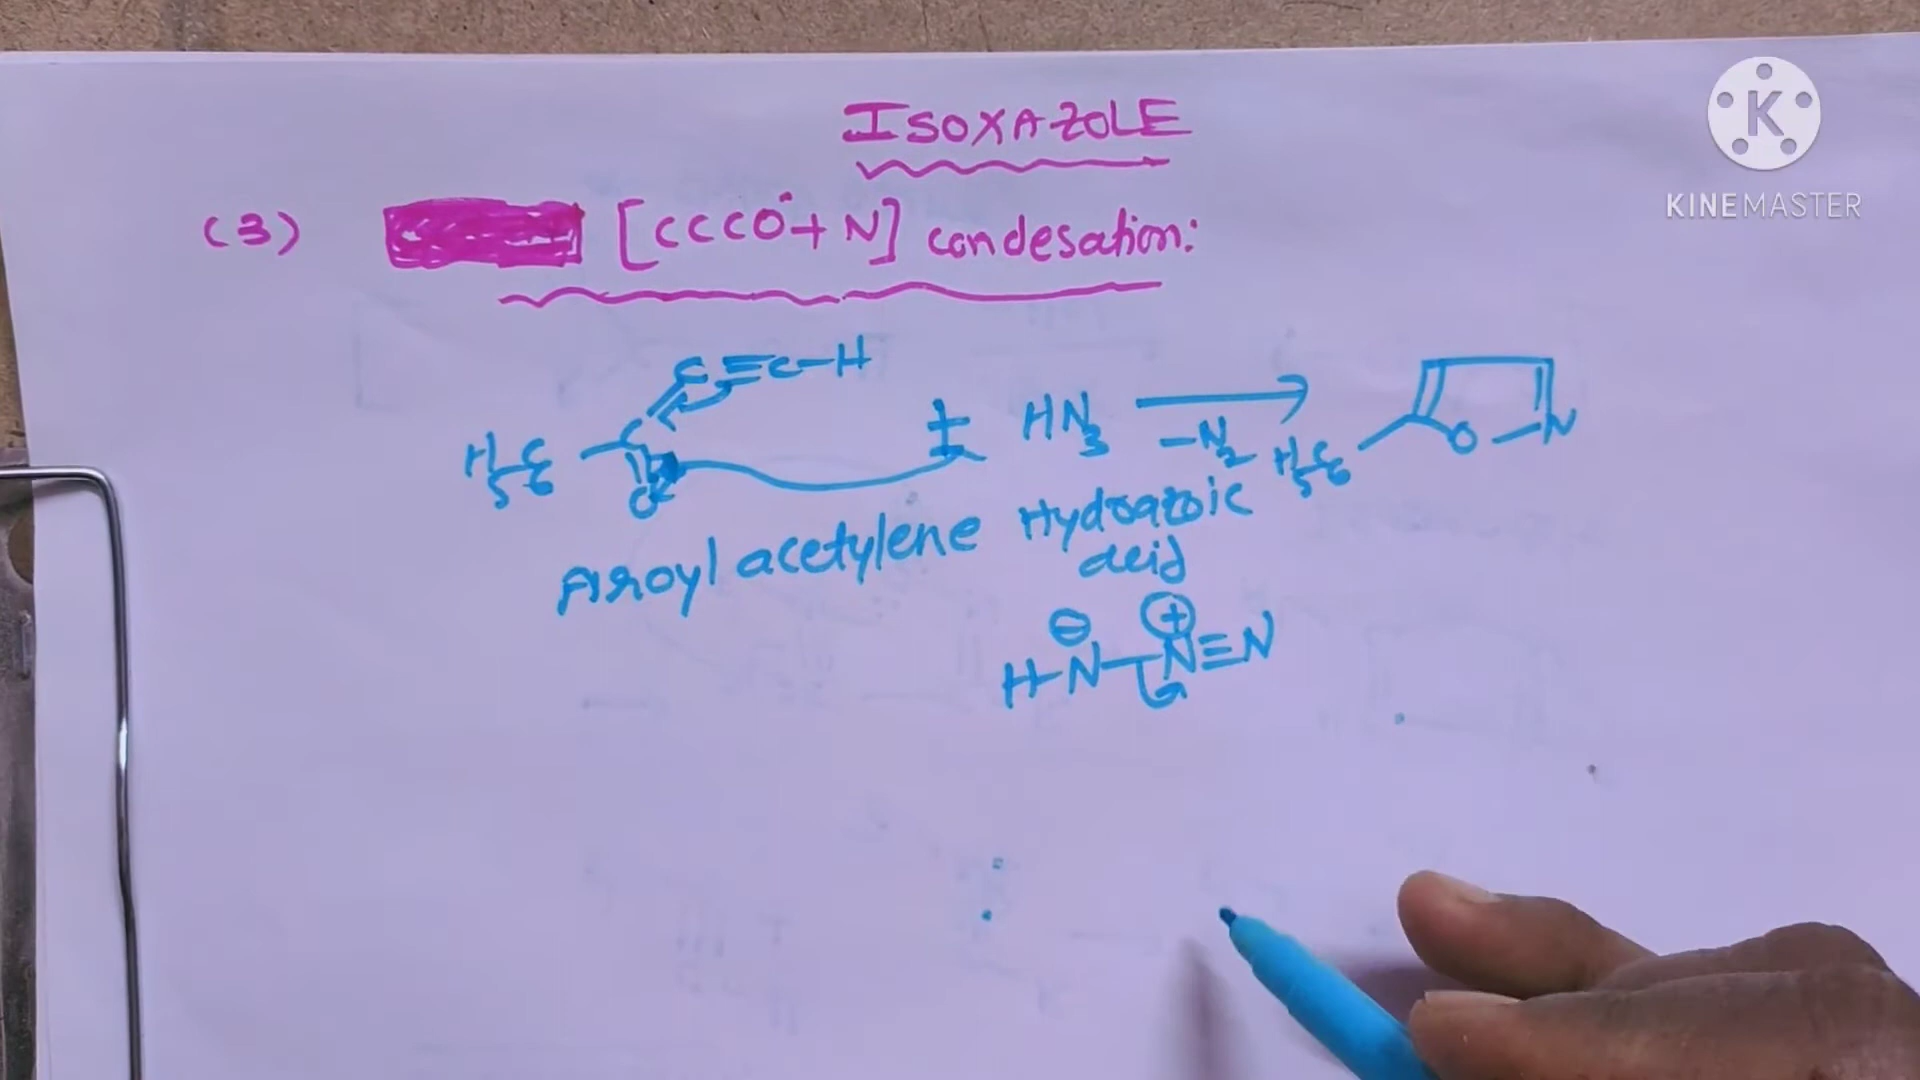 ISOXAZOLE
K
KINEMASTER
(3) [CCCO+N] condesation:
C≡C-H
H5C6 C O + HN3 -N2 H5C6 O N
Aroyl acetylene Hydrazoic
acid
⊖ ⊕
H-N-N≡N